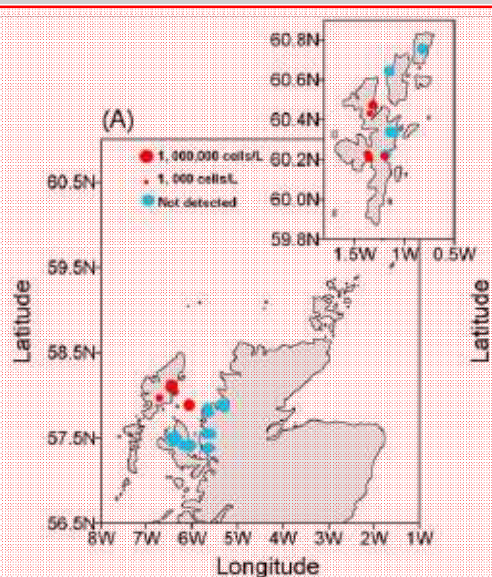 60.8N
60.6N
60.4N
60.2N
60.0N
59.8N
1.5W 1W 0.5W
(A)
1,000,000 cells/L
1,000 cells/L
Not detected
60.5N
59.5N
58.5N
57.5N
56.5N
8W 7W 6W 5W 4W 3W 2W 1W
Latitude
Latitude
Longitude